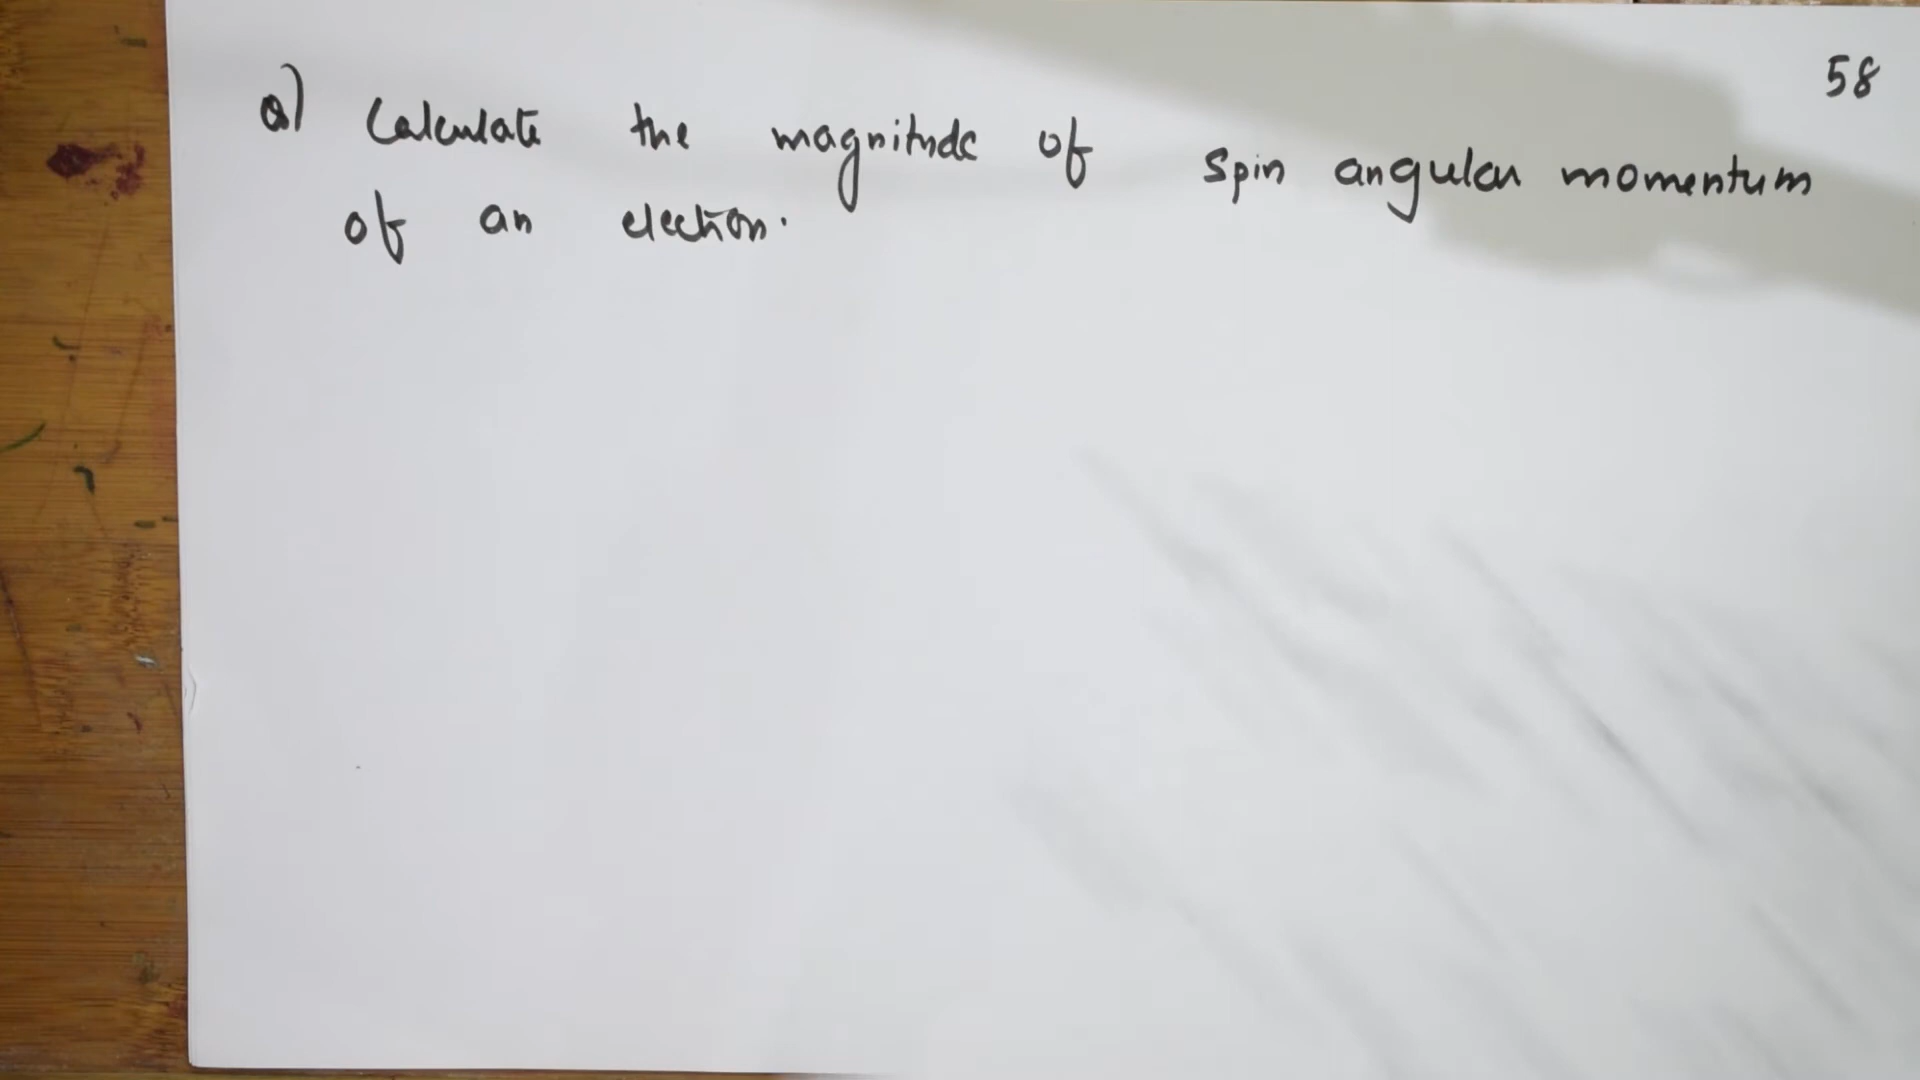 58
Q) Calculate the magnitude of spin angular momentum
of an electron.